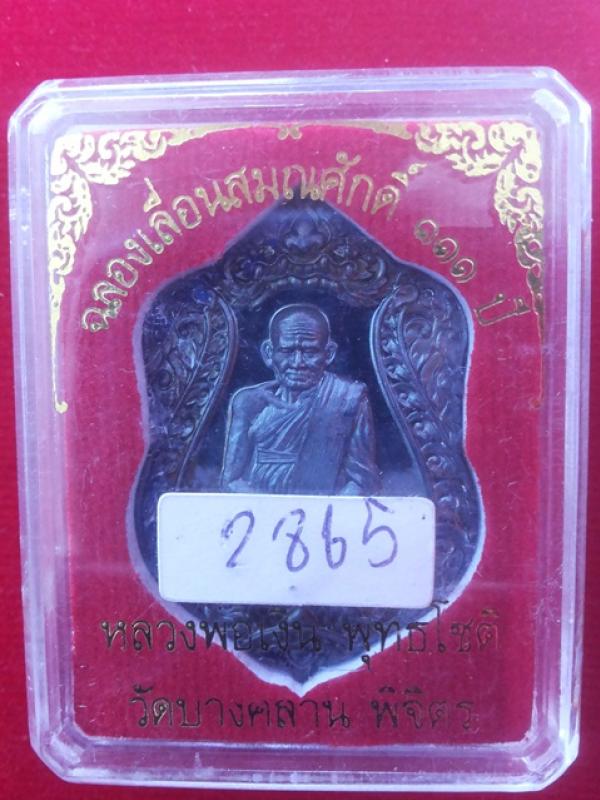 ฉลองเลื่อนสมณศักดิ์ ๑๑๑ ปี
2865
หลวงพ่อเงิน พุทธโชติ
วัดบางคลาน พิจิตร